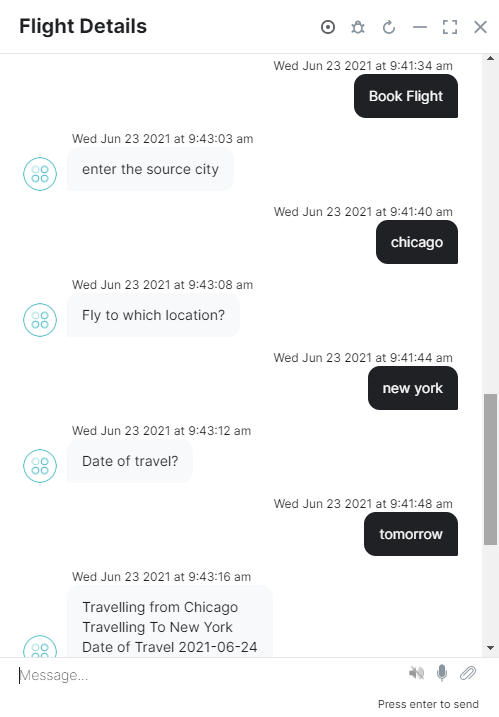 Flight Details
Wed Jun 23 2021 at 9:41:34 am
Book Flight
Wed Jun 23 2021 at 9:43:03 am
enter the source city
Wed Jun 23 2021 at 9:41:40 am
chicago
Wed Jun 23 2021 at 9:43:08 am
Fly to which location?
Wed Jun 23 2021 at 9:41:44 am
new york
Wed Jun 23 2021 at 9:43:12 am
Date of travel?
Wed Jun 23 2021 at 9:41:48 am
tomorrow
Wed Jun 23 2021 at 9:43:16 am
Travelling from Chicago
Travelling To New York
Date of Travel 2021-06-24
Message...
Press enter to send